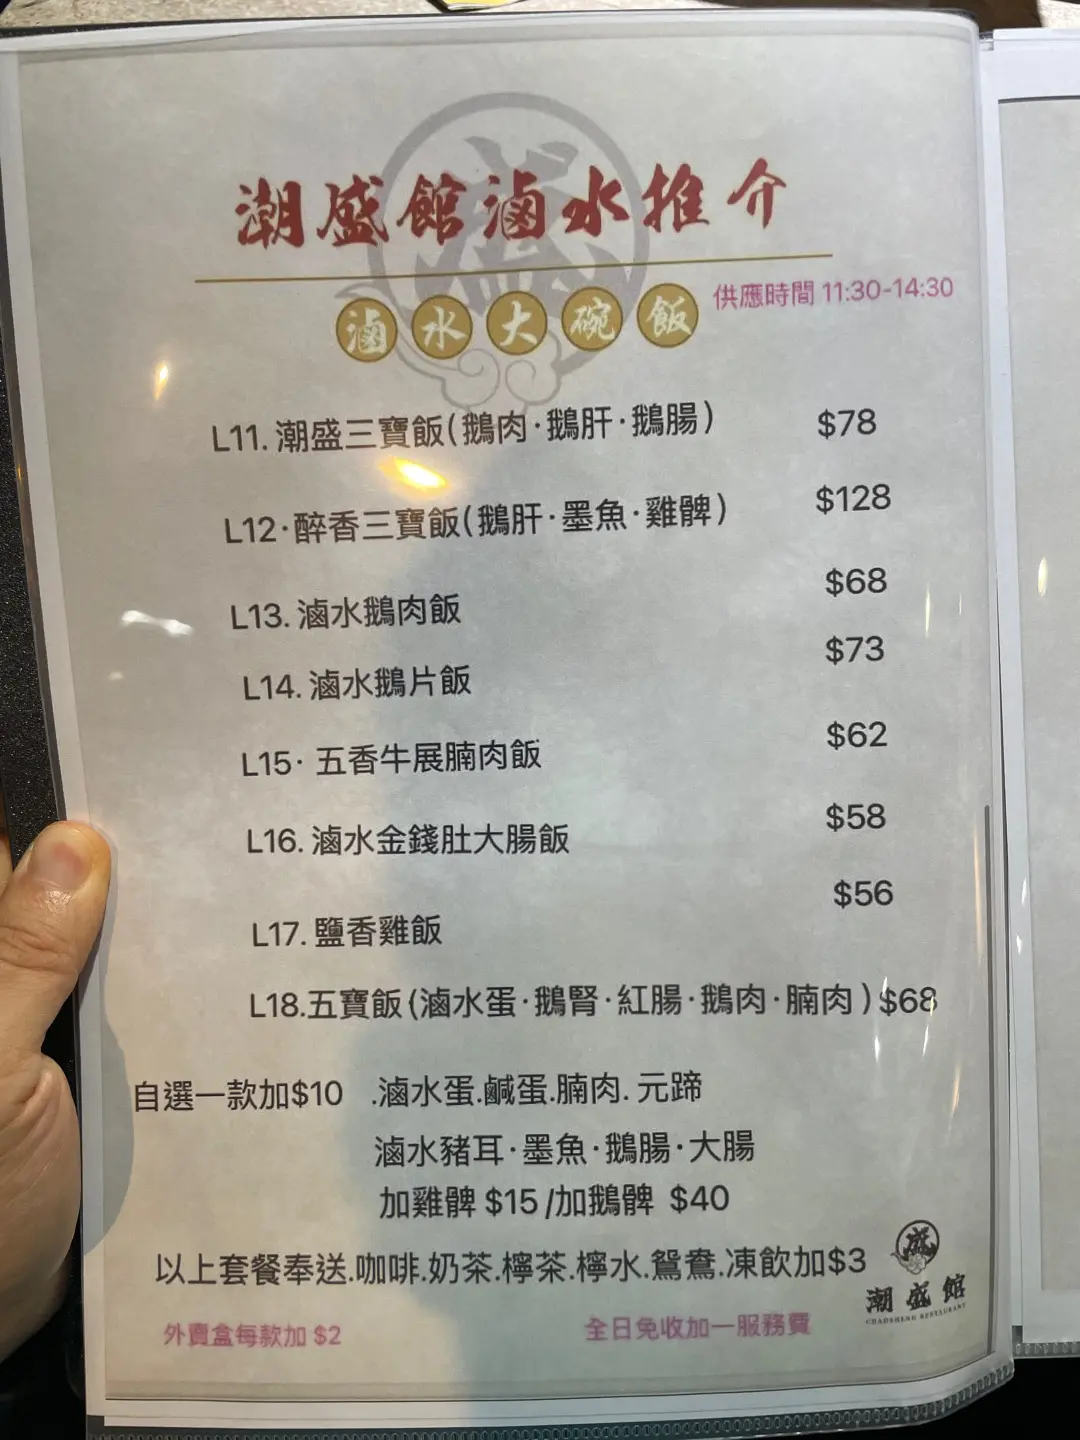 潮盛館滷水推介
滷水大碗飯
供應時間 11:30-14:30
L11. 潮盛三寶飯(鵝肉·鵝肝·鵝腸) $78
L12·醉香三寶飯(鵝肝·墨魚·雞髀) $128
L13. 滷水鵝肉飯 $68
L14. 滷水鵝片飯 $73
L15· 五香牛展腩肉飯 $62
L16. 滷水金錢肚大腸飯 $58
L17. 鹽香雞飯 $56
L18.五寶飯(滷水蛋·鵝腎·紅腸·鵝肉·腩肉) $68
自選一款加$10 .滷水蛋.鹹蛋.腩肉. 元蹄
滷水豬耳·墨魚·鵝腸·大腸
加雞髀 $15 /加鵝髀 $40
以上套餐奉送.咖啡.奶茶.檸茶.檸水.鴛鴦.凍飲加$3
盛
潮盛館
CHAOSHENG RESTAURANT
外賣盒每款加 $2
全日免收加一服務費